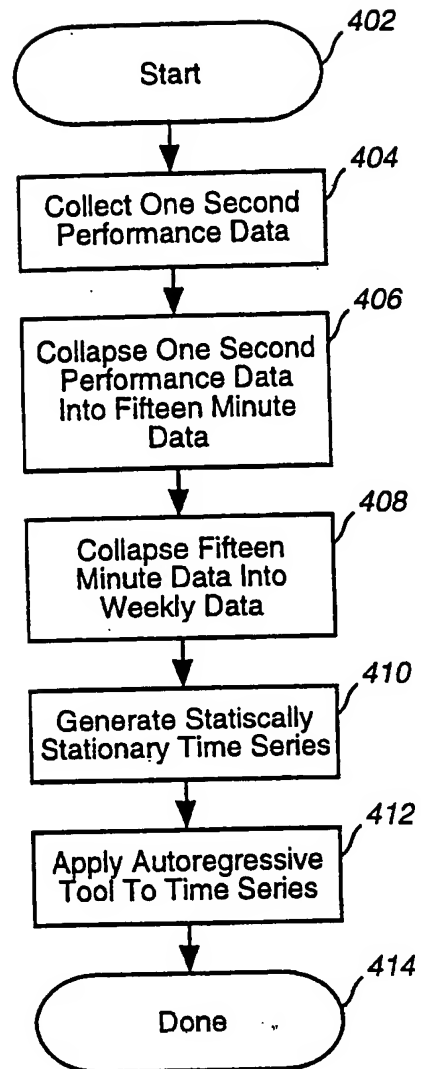 402
Start
404
Collect One Second
Performance Data
406
Collapse One Second
Performance Data
Into Fifteen Minute
Data
408
Collapse Fifteen
Minute Data Into
Weekly Data
410
Generate Statiscally
Stationary Time Series
412
Apply Autoregressive
Tool To Time Series
414
Done